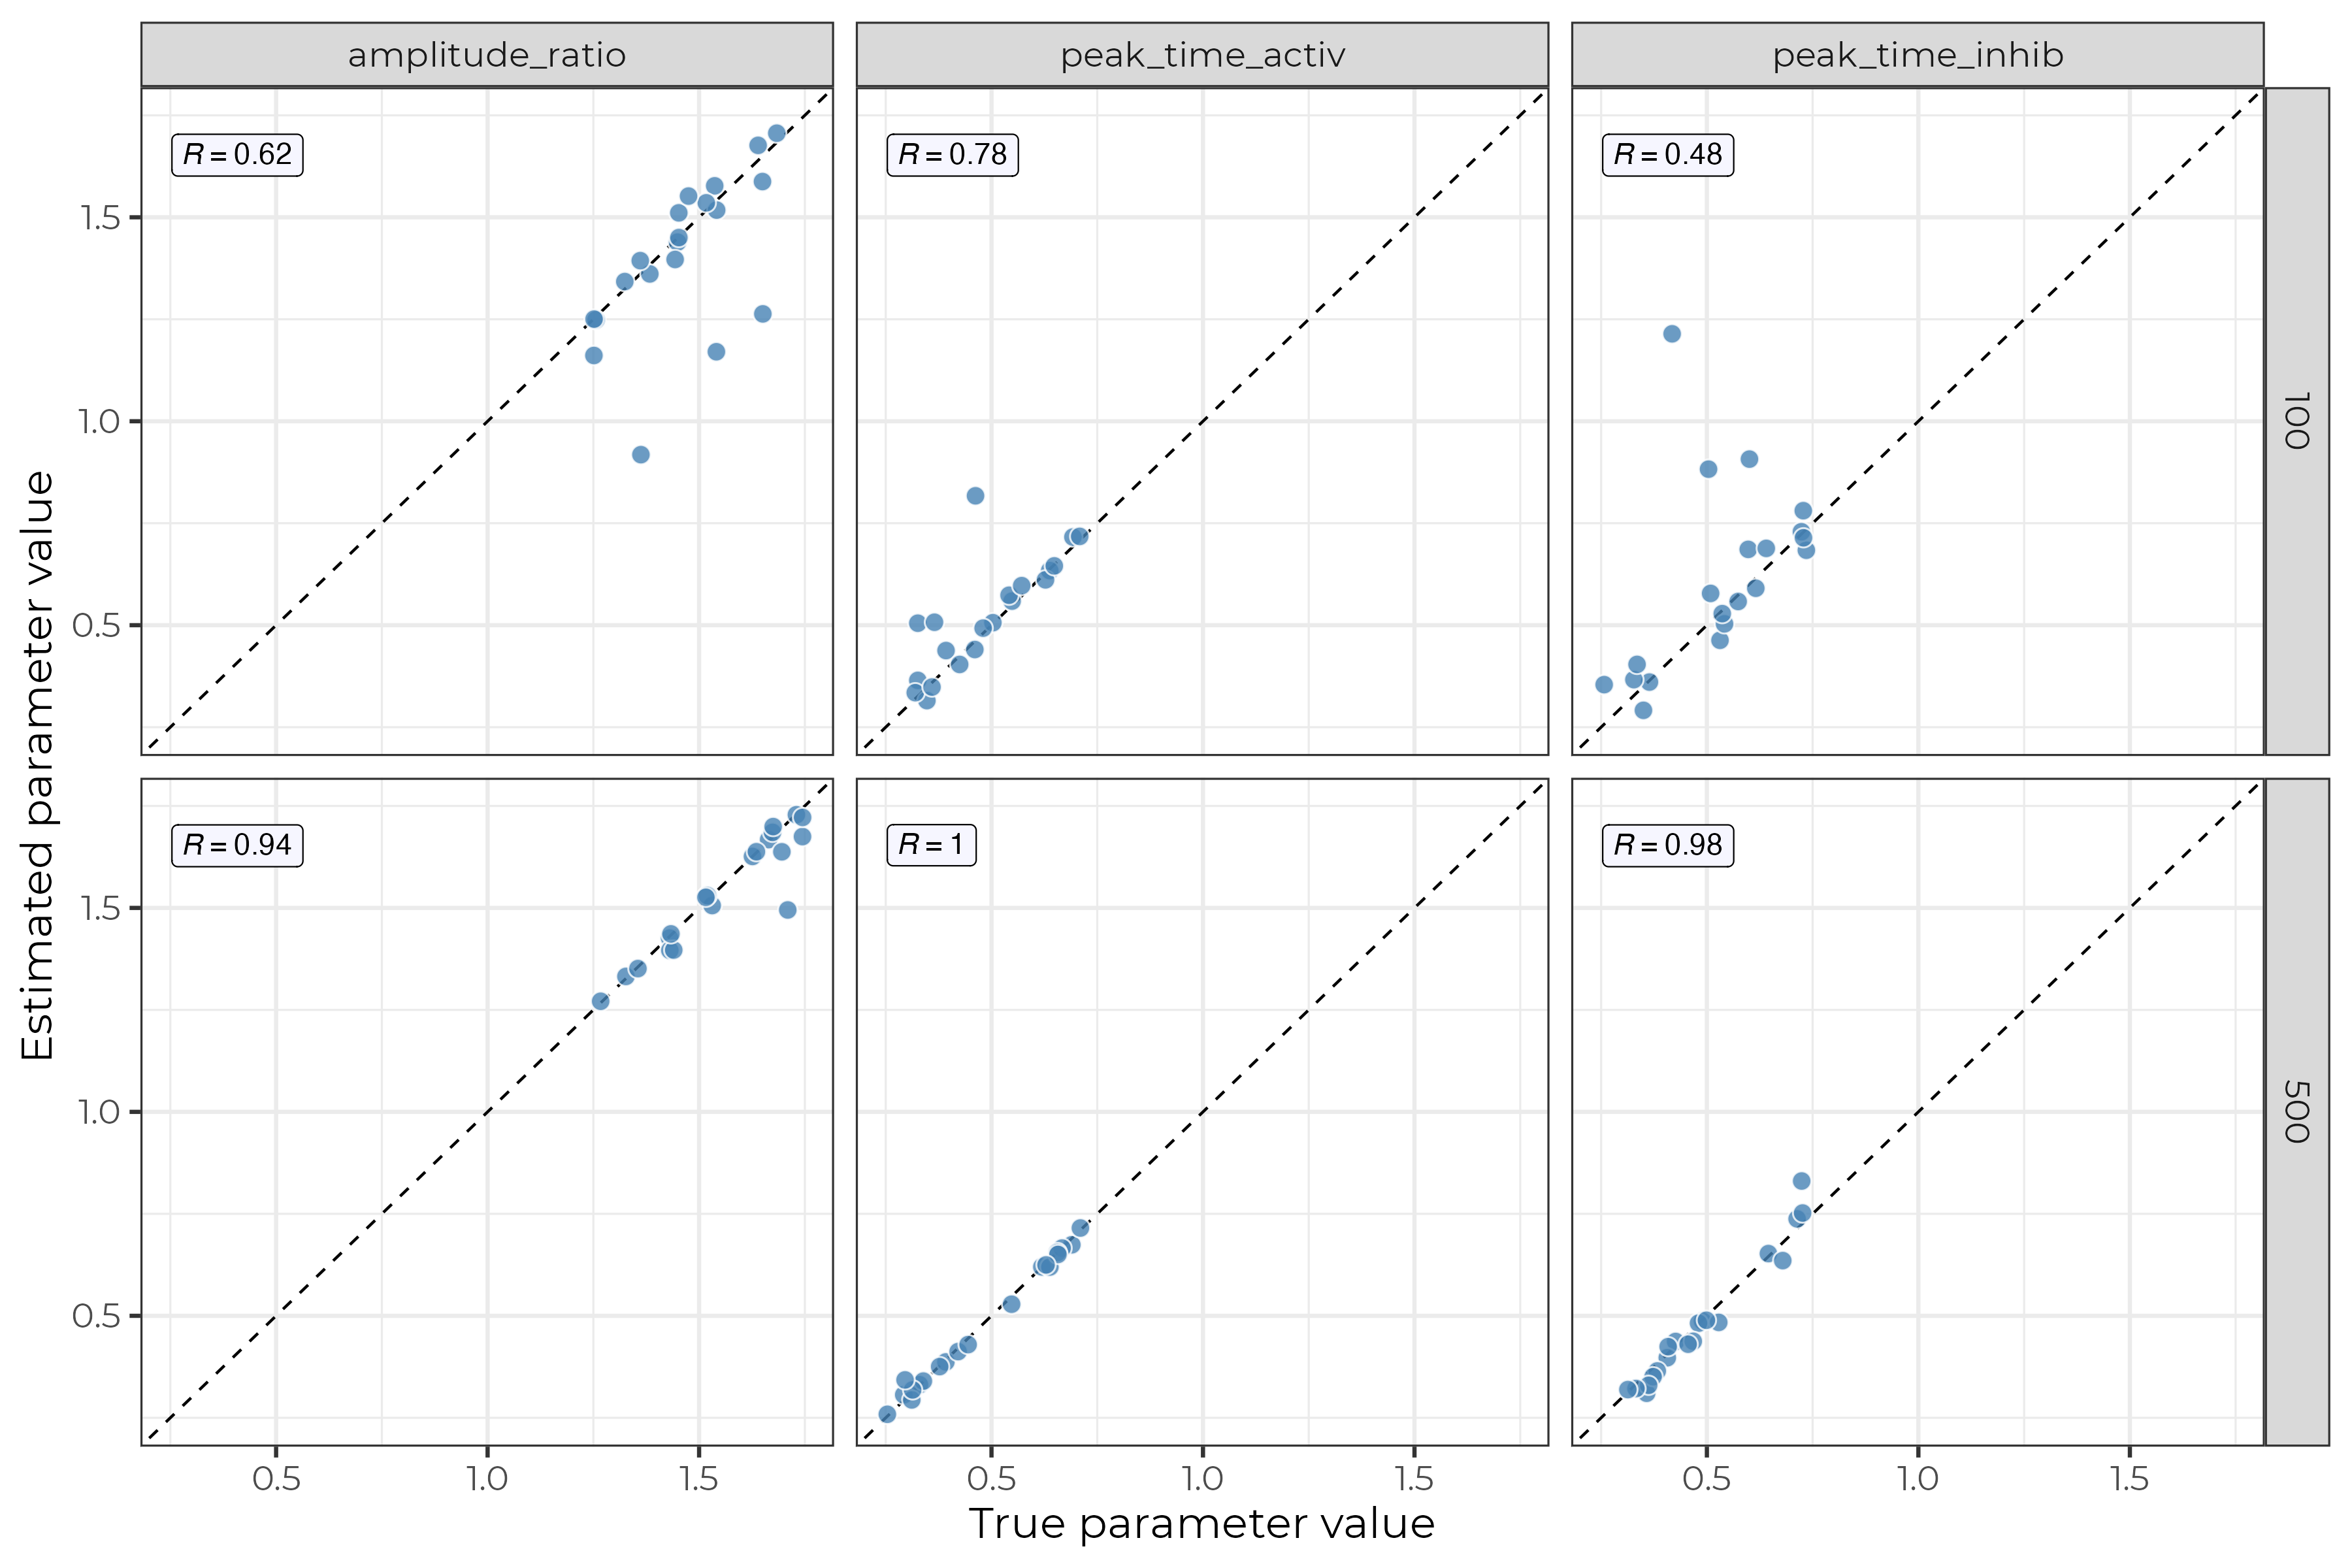 amplitude_ratio peak_time_activ peak_time_inhib
R = 0.62 R = 0.78 R = 0.48
1.5
1.0
0.5
100
R = 0.94 R = 1 R = 0.98
1.5
1.0
0.5
500
0.5 1.0 1.5 0.5 1.0 1.5 0.5 1.0 1.5
True parameter value
Estimated parameter value